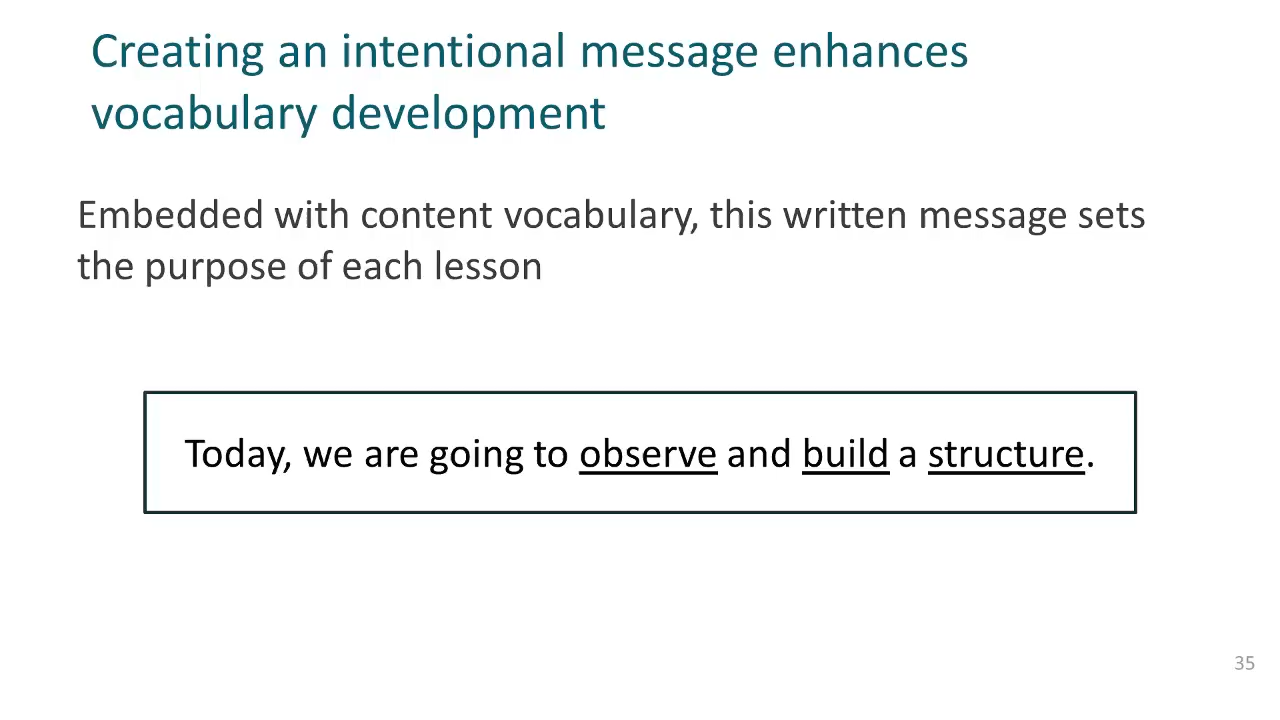 Creating an intentional message enhances
vocabulary development
Embedded with content vocabulary, this written message sets
the purpose of each lesson
Today, we are going to observe and build a structure.
35